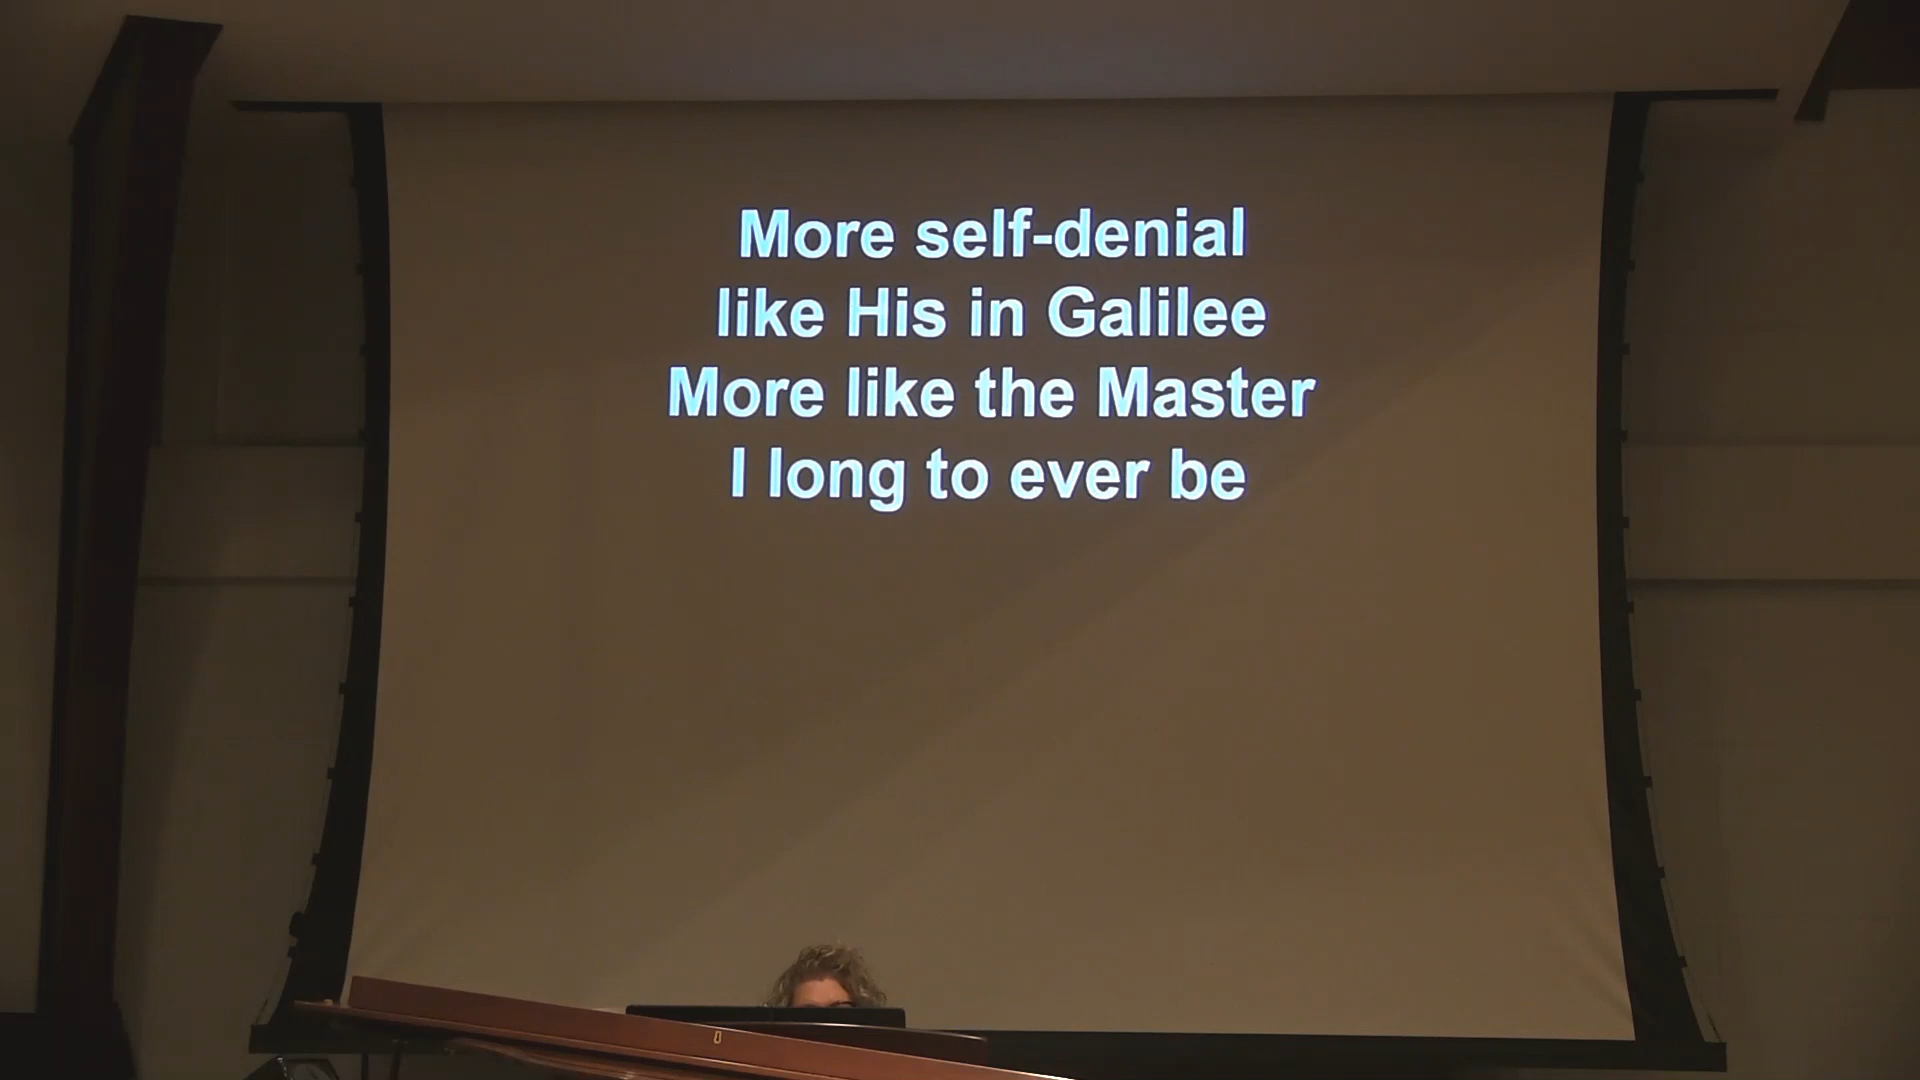 More self-denial
like His in Galilee
More like the Master
I long to ever be